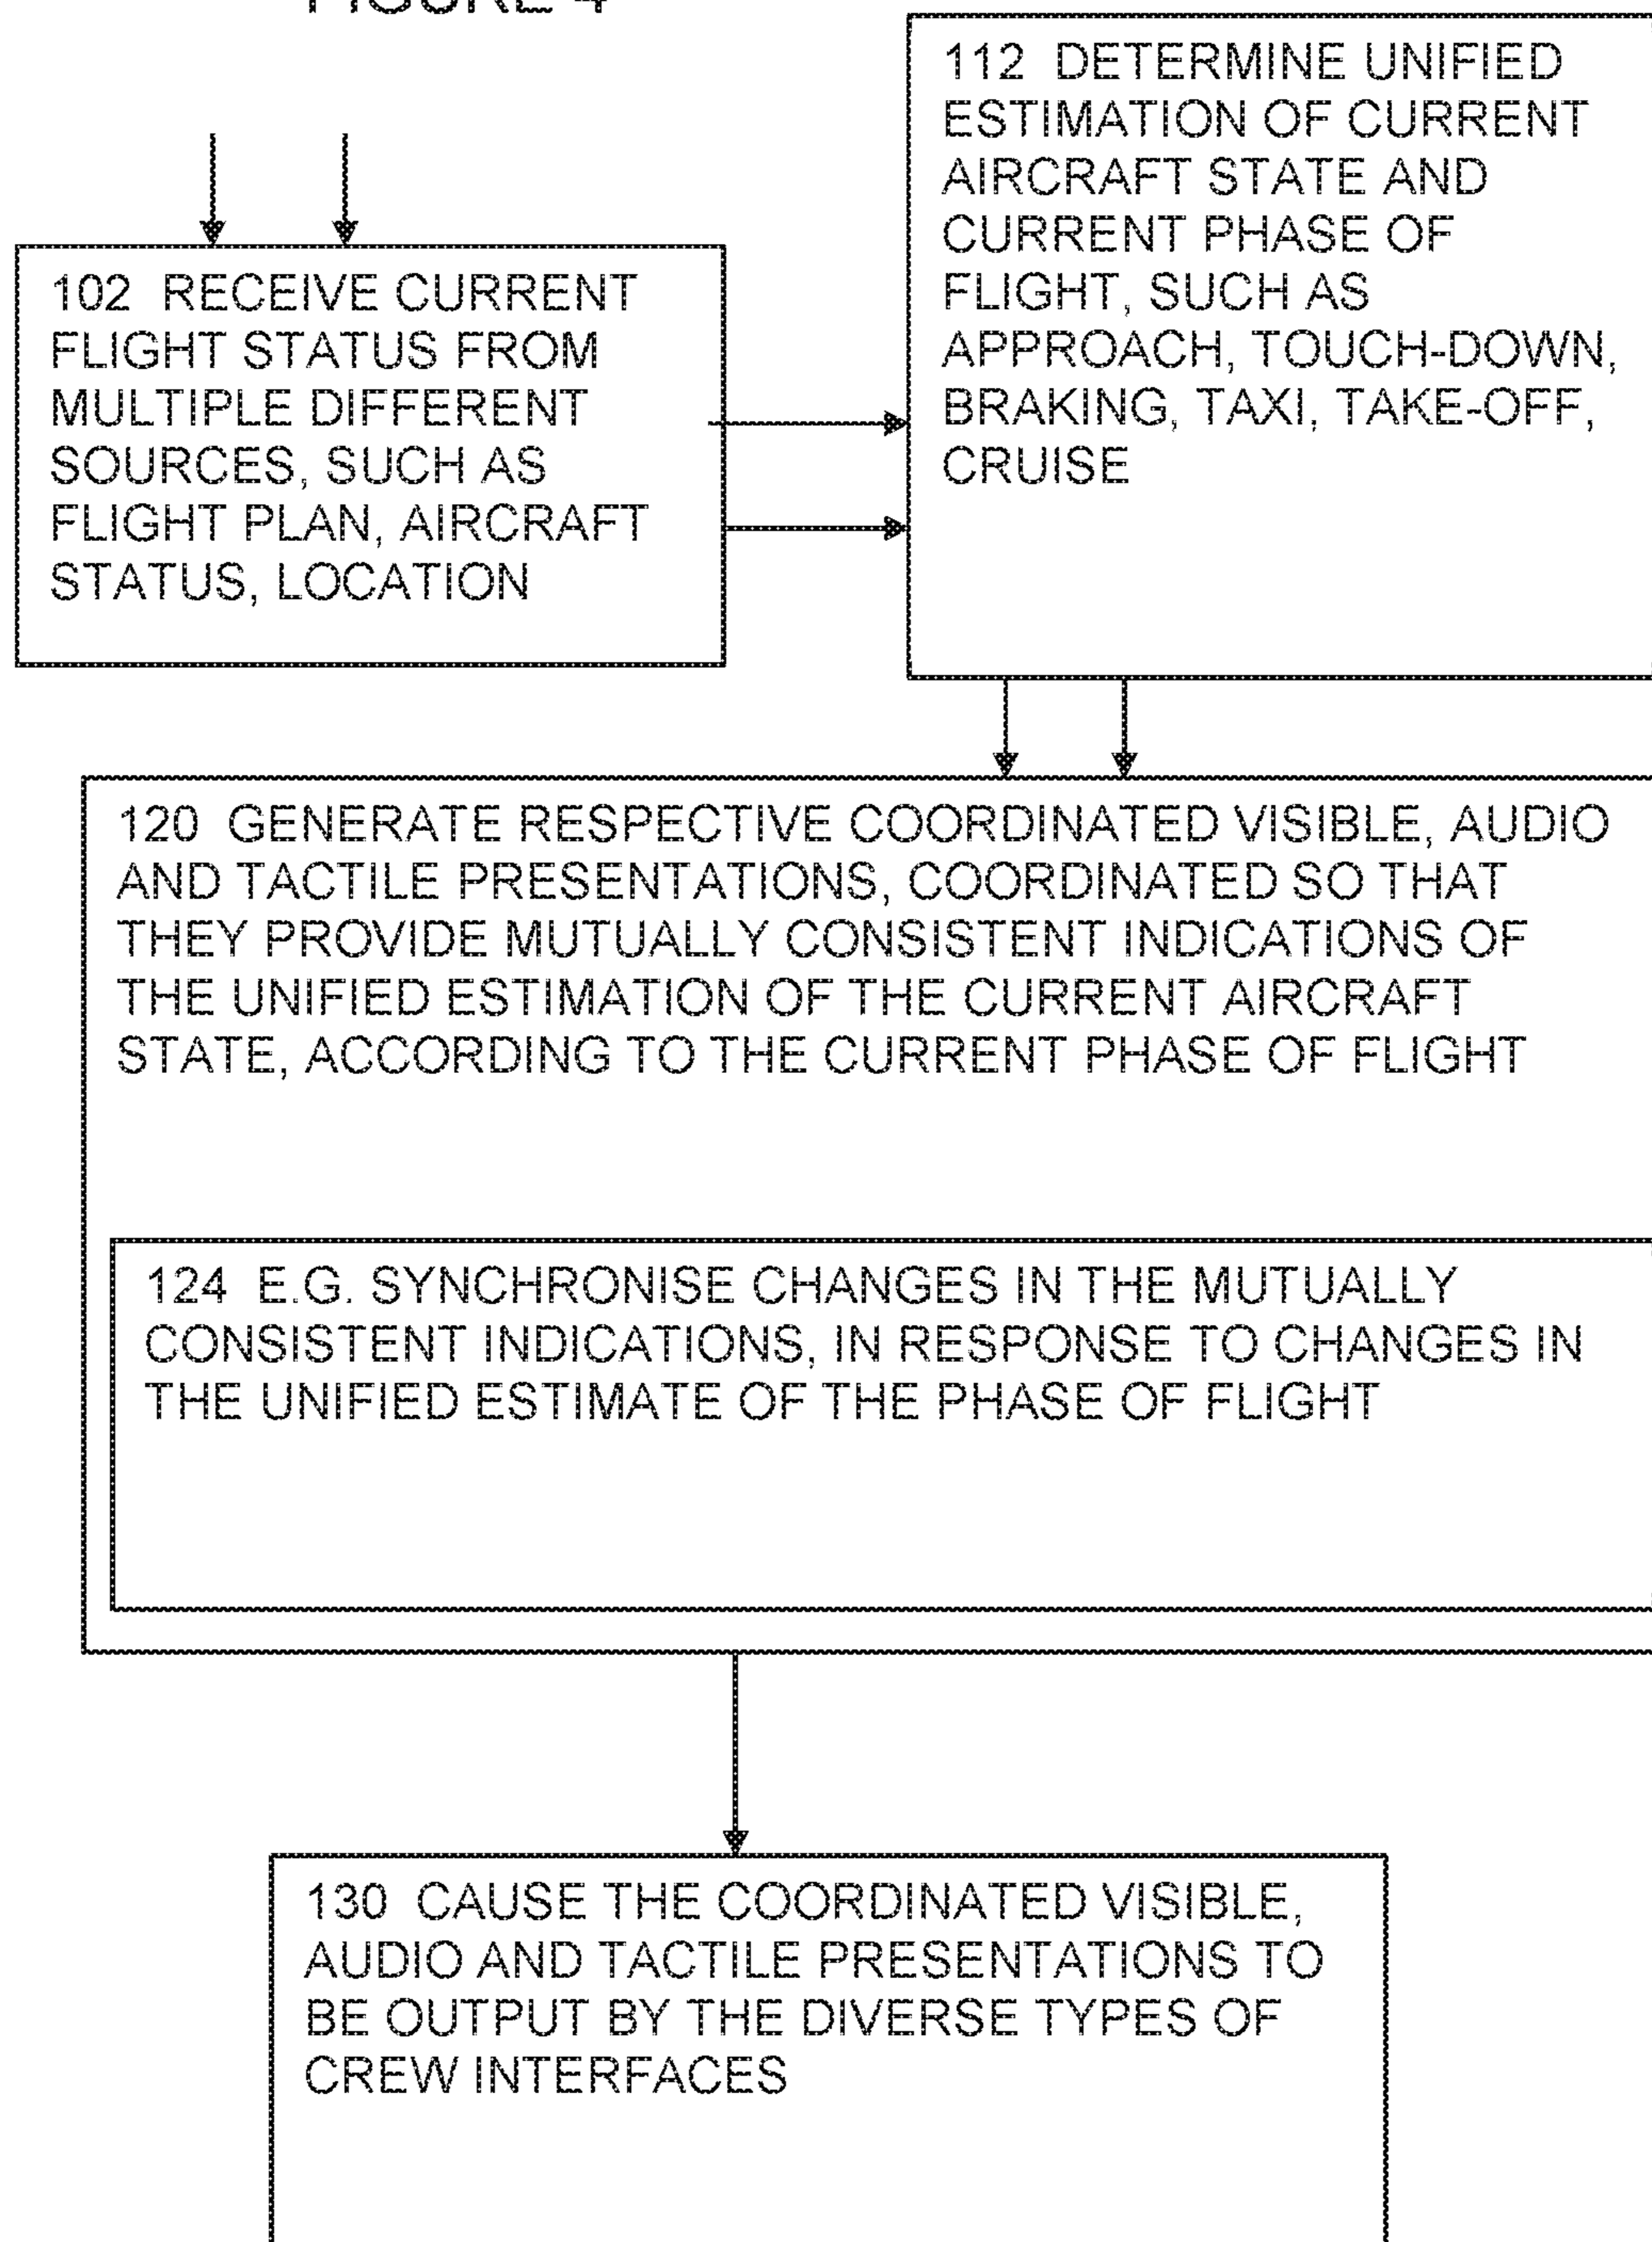 FIGURE 4
112 DETERMINE UNIFIED
ESTIMATION OF CURRENT
AIRCRAFT STATE AND
CURRENT PHASE OF
FLIGHT, SUCH AS
APPROACH, TOUCH-DOWN,
BRAKING, TAXI, TAKE-OFF,
CRUISE
102 RECEIVE CURRENT
FLIGHT STATUS FROM
MULTIPLE DIFFERENT
SOURCES, SUCH AS
FLIGHT PLAN, AIRCRAFT
STATUS, LOCATION
120 GENERATE RESPECTIVE COORDINATED VISIBLE, AUDIO
AND TACTILE PRESENTATIONS, COORDINATED SO THAT
THEY PROVIDE MUTUALLY CONSISTENT INDICATIONS OF
THE UNIFIED ESTIMATION OF THE CURRENT AIRCRAFT
STATE, ACCORDING TO THE CURRENT PHASE OF FLIGHT
124 E.G. SYNCHRONISE CHANGES IN THE MUTUALLY
CONSISTENT INDICATIONS, IN RESPONSE TO CHANGES IN
THE UNIFIED ESTIMATE OF THE PHASE OF FLIGHT
130 CAUSE THE COORDINATED VISIBLE,
AUDIO AND TACTILE PRESENTATIONS TO
BE OUTPUT BY THE DIVERSE TYPES OF
CREW INTERFACES